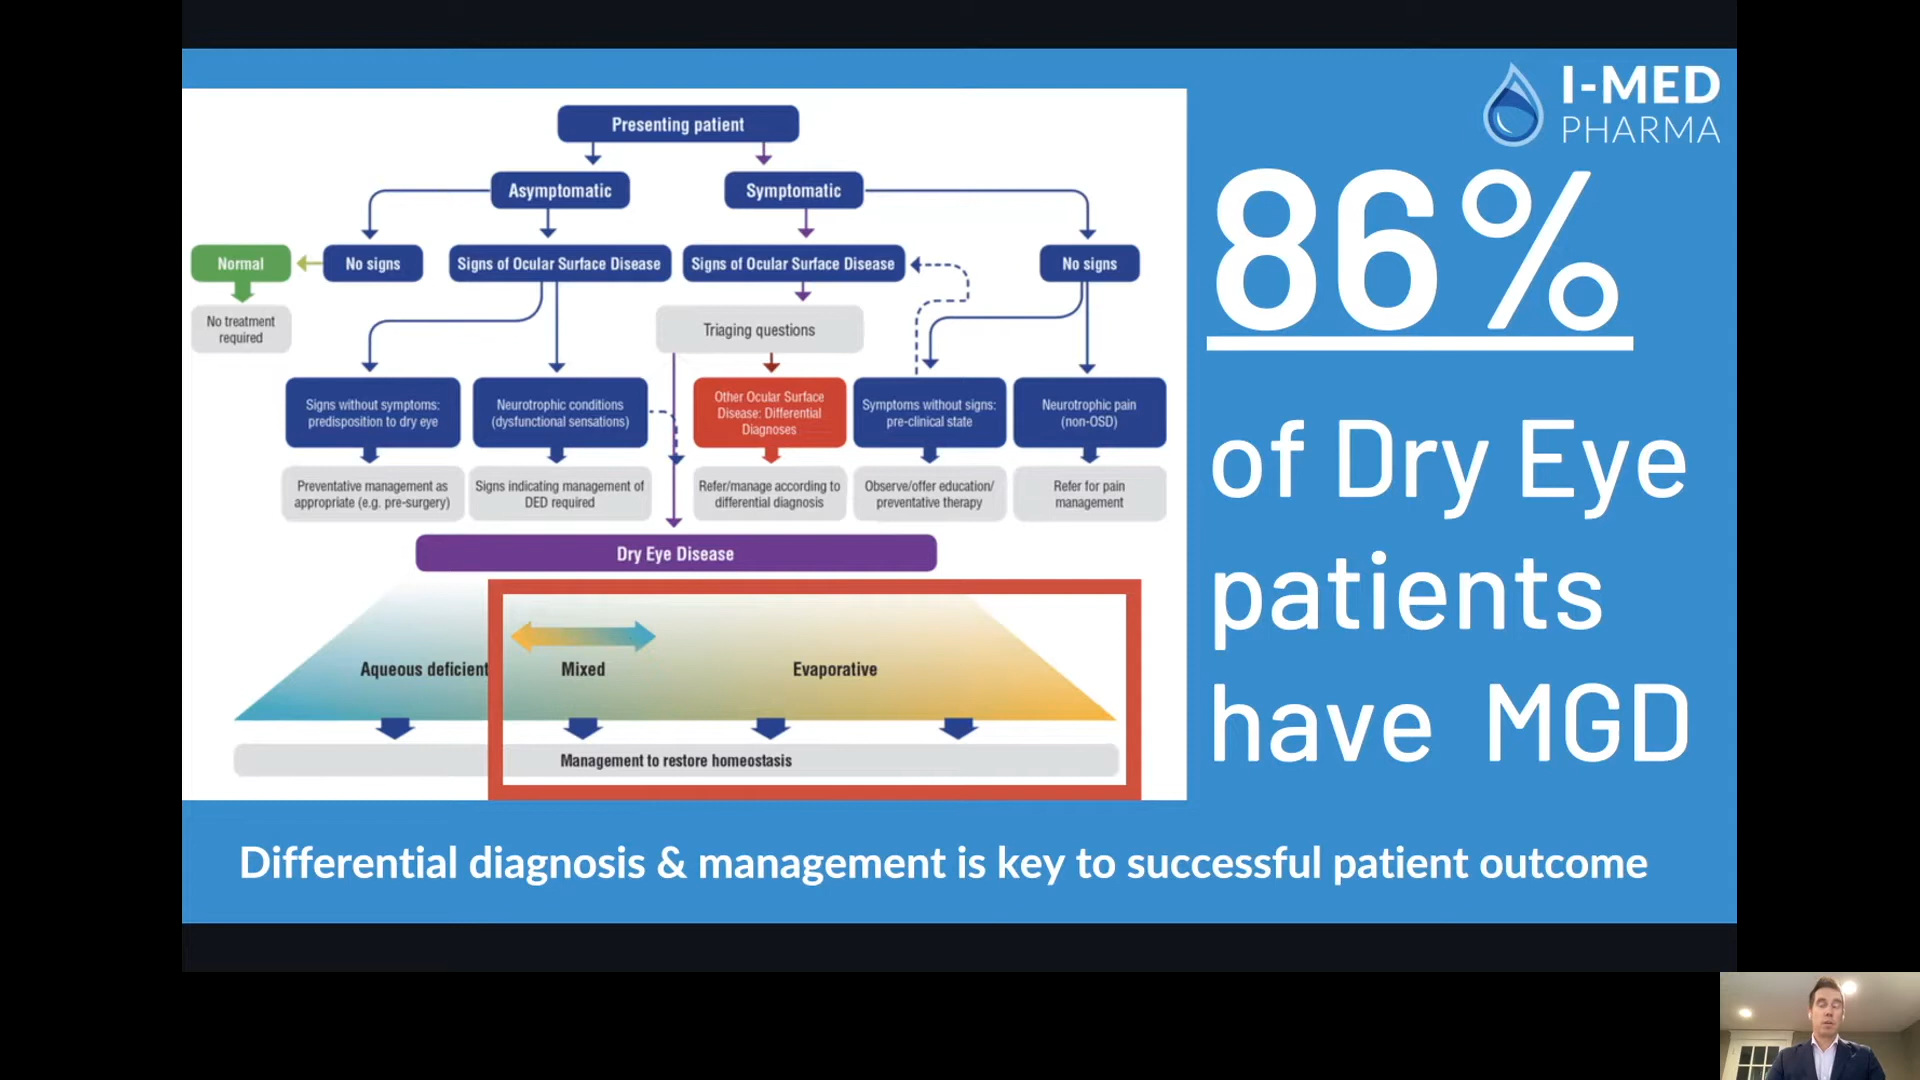 I-MED
PHARMA
Presenting patient
Asymptomatic
Symptomatic
Normal
No signs
Signs of Ocular Surface Disease
Signs of Ocular Surface Disease
No signs
No treatment
required
Triaging questions
Signs without symptoms:
predisposition to dry eye
Neurotrophic conditions
(dysfunctional sensations)
Other Ocular Surface
Disease; Differential
Diagnoses
Symptoms without signs:
pre-clinical state
Neurotrophic pain
(non-OSD)
Preventative management as
appropriate (e.g. pre-surgery)
Signs indicating management of
DED required
Refer/manage according to
differential diagnosis
Observe/offer education/
preventative therapy
Refer for pain
management
Dry Eye Disease
Aqueous deficient
Mixed
Evaporative
Management to restore homeostasis
86%
of Dry Eye
patients
have MGD
Differential diagnosis & management is key to successful patient outcome